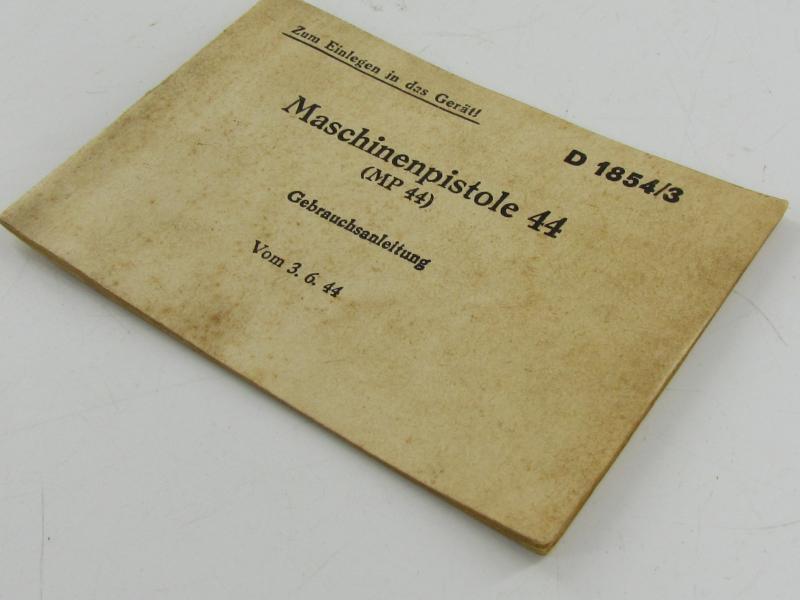 Zum Einlegen in das Gerät!
D 1854/3
Maschinenpistole 44
(MP 44)
Gebrauchsanleitung
Vom 3. 6. 44